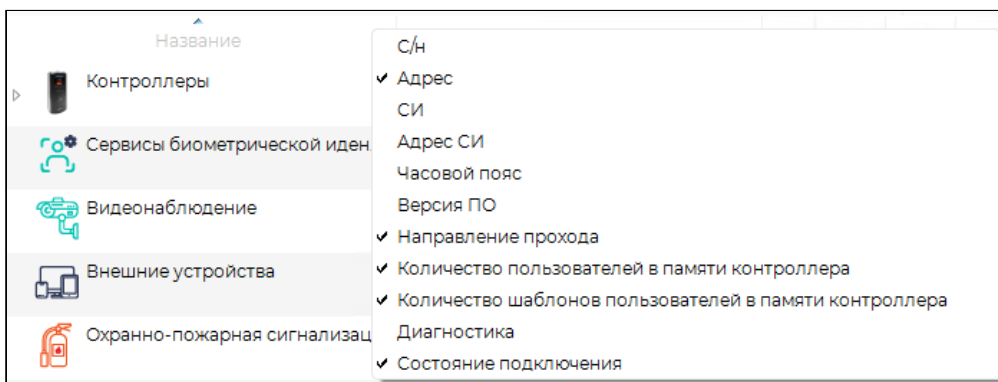 Название
Контроллеры
Сервисы биометрической иден
Видеонаблюдение
Внешние устройства
Охранно-пожарная сигнализац
С/н
Адрес
СИ
Адрес СИ
Часовой пояс
Версия ПО
Направление прохода
Количество пользователей в памяти контроллера
Количество шаблонов пользователей в памяти контроллера
Диагностика
Состояние подключения